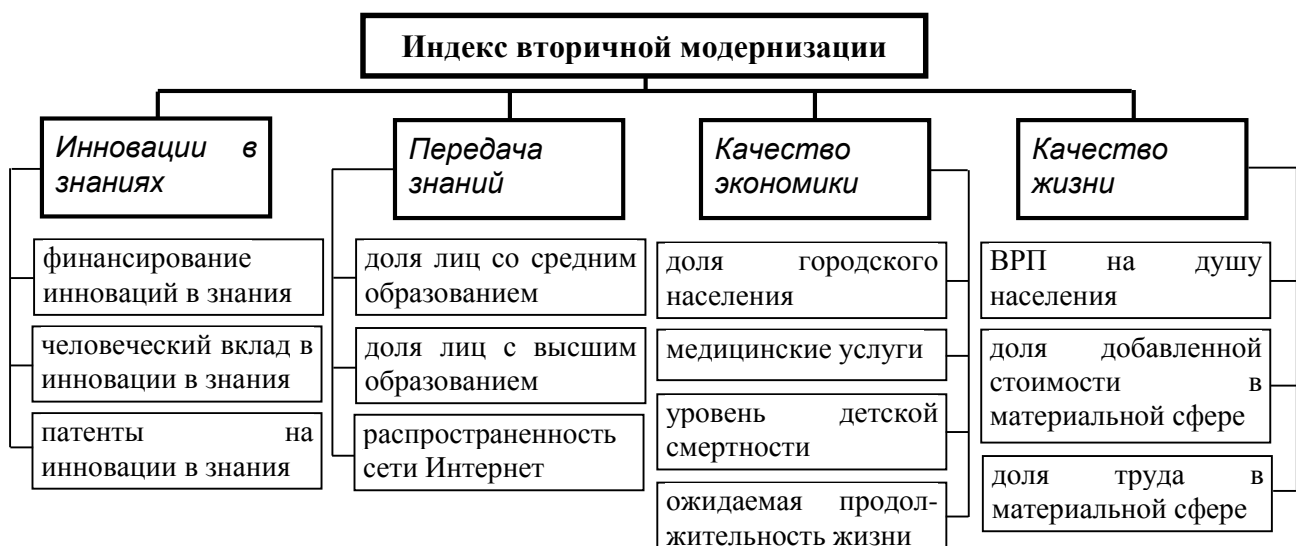 Индекс вторичной модернизации
Инновации в
знаниях
финансирование
инноваций в знания
человеческий вклад в
инновации в знания
патенты на
инновации в знания
Передача
знаний
доля лиц со средним
образованием
доля лиц с высшим
образованием
распространенность
сети Интернет
Качество
экономики
доля городского
населения
медицинские услуги
уровень детской
смертности
ожидаемая продол-
жительность жизни
Качество
жизни
ВРП на душу
населения
доля добавленной
стоимости в
материальной сфере
доля труда в
материальной сфере